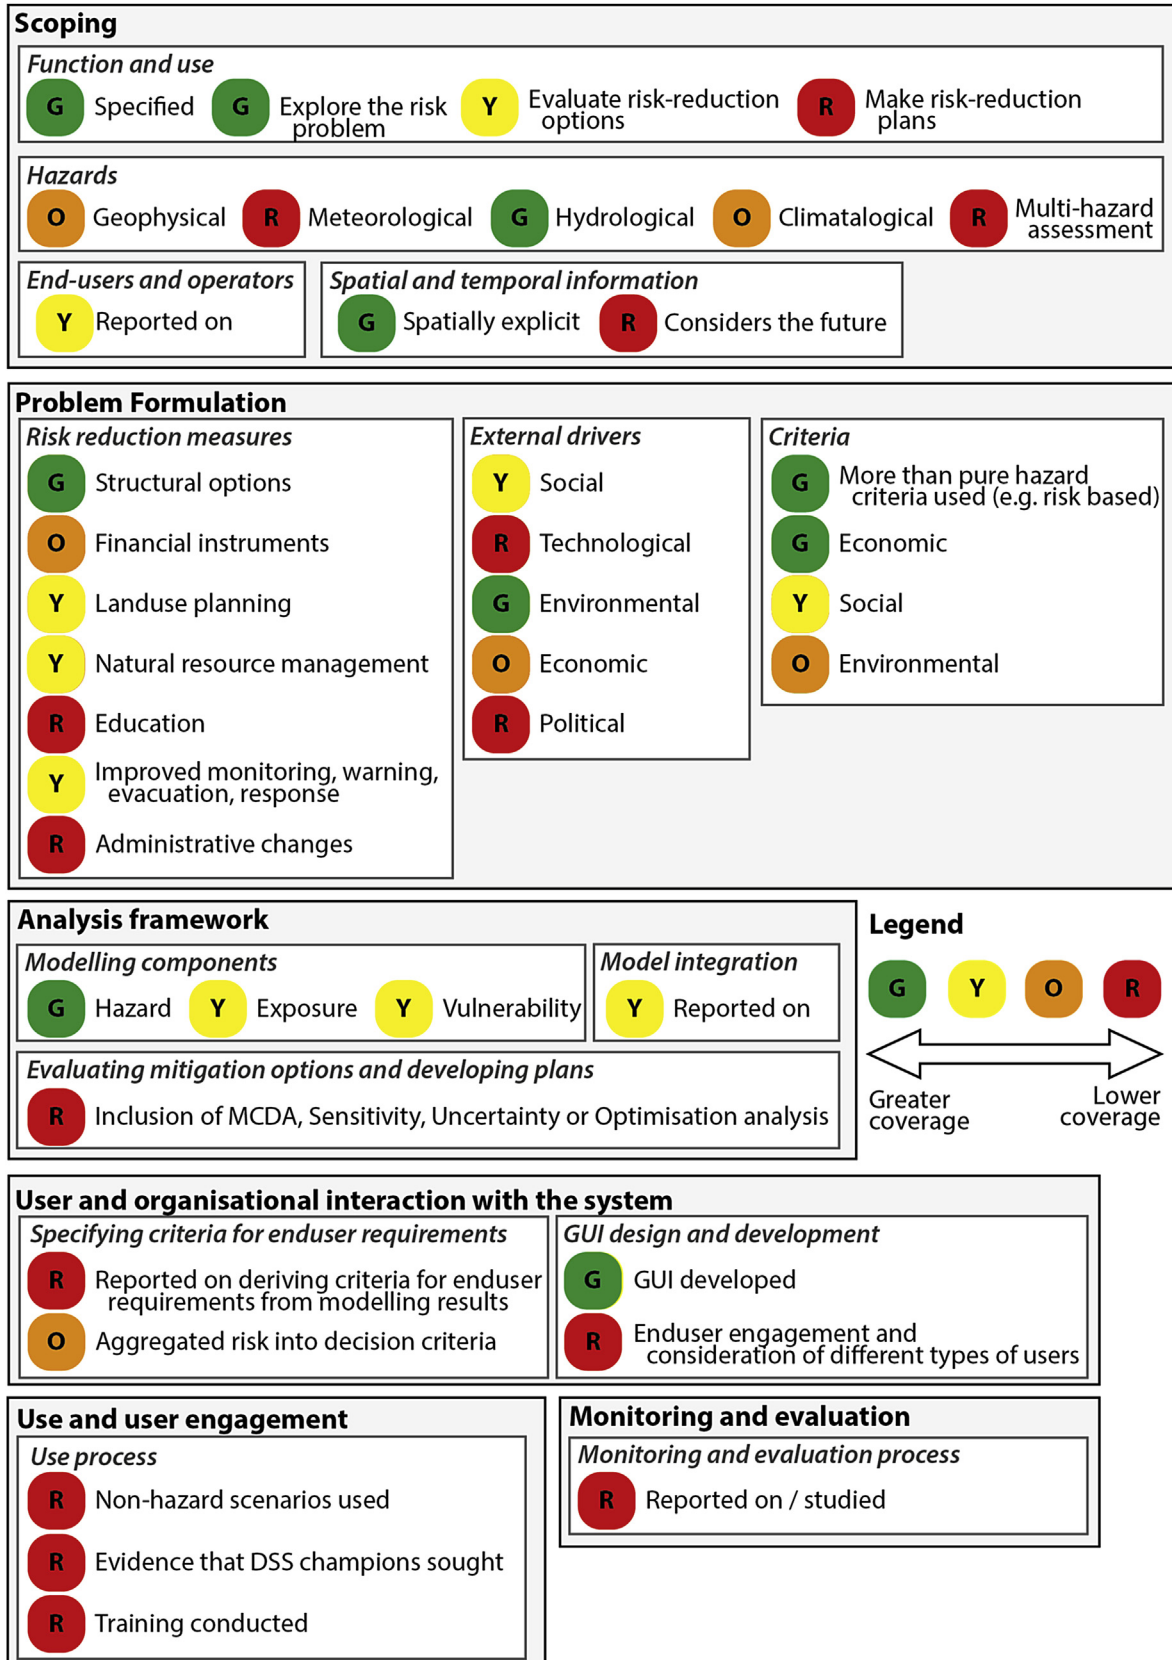 Scoping
Function and use
G Specified G Explore the risk problem Y Evaluate risk-reduction options R Make risk-reduction plans
Hazards
O Geophysical R Meteorological G Hydrological O Climatalogical R Multi-hazard assessment
End-users and operators
Y Reported on
Spatial and temporal information
G Spatially explicit R Considers the future
Problem Formulation
Risk reduction measures
G Structural options
O Financial instruments
Y Landuse planning
Y Natural resource management
R Education
Y Improved monitoring, warning,
evacuation, response
R Administrative changes
External drivers
Y Social
R Technological
G Environmental
O Economic
R Political
Criteria
G More than pure hazard
criteria used (e.g. risk based)
G Economic
Y Social
O Environmental
Analysis framework
Modelling components
G Hazard Y Exposure Y Vulnerability
Model integration
Y Reported on
Evaluating mitigation options and developing plans
R Inclusion of MCDA, Sensitivity, Uncertainty or Optimisation analysis
Legend
G Y O R
Greater
coverage
Lower
coverage
User and organisational interaction with the system
Specifying criteria for enduser requirements
R Reported on deriving criteria for enduser
requirements from modelling results
O Aggregated risk into decision criteria
GUI design and development
G GUI developed
R Enduser engagement and
consideration of different types of users
Use and user engagement
Use process
R Non-hazard scenarios used
R Evidence that DSS champions sought
R Training conducted
Monitoring and evaluation
Monitoring and evaluation process
R Reported on / studied